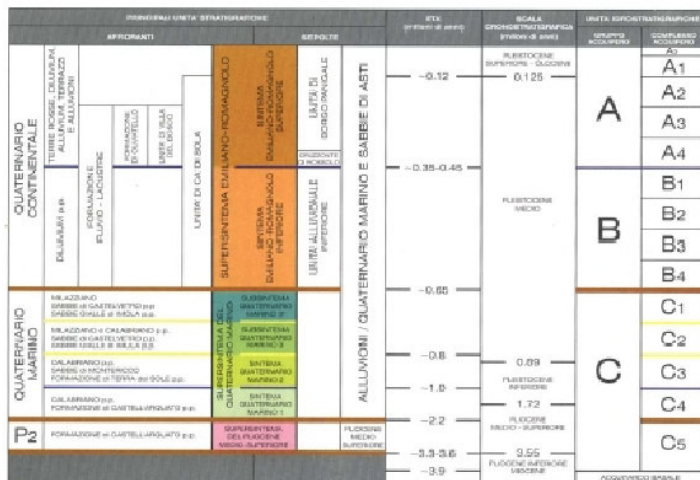 PRINCIPALI UNITÀ STRATIGRAFICHE
AFFIORANTI
SEPOLTE
ETÀ
(milioni di anni)
SCALA
CRONOSTRATIGRAFICA
(milioni di anni)
UNITÀ IDROSTRATIGRAFICHE
GRUPPO
ACQUIFERO
COMPLESSO
ACQUIFERO
QUATERNARIO
CONTINENTALE
TERRE ROSSE, DILUVIUM,
ALLUVIUM, TERRAZZI
E ALLUVIONI
DILUVIUM p.p.
FORMAZIONE
FLUVIO - LACUSTRE
FORMAZIONE
DI OLIVATELLO
UNITÀ DI VILLA
DEL BOSCO
UNITÀ DI CA' DI SOLA
SUPERSINTEMA EMILIANO-ROMAGNOLO
SINTEMA
EMILIANO-ROMAGNOLO
SUPERIORE
SINTEMA
EMILIANO-ROMAGNOLO
INFERIORE
UNITÀ DI
BORGO PANIGALE
UNITÀ ALLUVIONALE
INFERIORE
ALLUVIONI / QUATERNARIO MARINO E SABBIE DI ASTI
~0.12
~0.35-0.45
~0.65
~0.8
~1.0
~2.2
~3.3-3.6
~3.9
PLEISTOCENE
SUPERIORE - OLOCENE
0.125
PLEISTOCENE
MEDIO
0.89
PLEISTOCENE
INFERIORE
1.72
PLIOCENE
MEDIO - SUPERIORE
3.55
PLIOCENE INFERIORE
A
A0
A1
A2
A3
A4
B
B1
B2
B3
B4
C
C1
C2
C3
C4
C5
ACQUITARDO BASALE
QUATERNARIO
MARINO
MILAZZIANO
SABBIE di CASTELVETRO p.p.
SABBIE GIALLE di IMOLA p.p.
MILAZZIANO e CALABRIANO p.p.
SABBIE di CASTELVETRO p.p.
SABBIE GIALLE di IMOLA p.p.
CALABRIANO p.p.
SABBIE di MONTERICCO
FORMAZIONE di TERRA del SOLE p.p.
CALABRIANO p.p.
FORMAZIONE di CASTELL'ARQUATO p.p.
SUPERSINTEMA DEL
QUATERNARIO MARINO
SUBSINTEMA
QUATERNARIO
MARINO 3'
SUBSINTEMA
QUATERNARIO
MARINO 3
SINTEMA
QUATERNARIO
MARINO 2
SINTEMA
QUATERNARIO
MARINO 1
P2
FORMAZIONE di CASTELL'ARQUATO p.p.
SUPERSINTEMA
DEL PLIOCENE
MEDIO-SUPERIORE
PLIOCENE
MEDIO
SUPERIORE